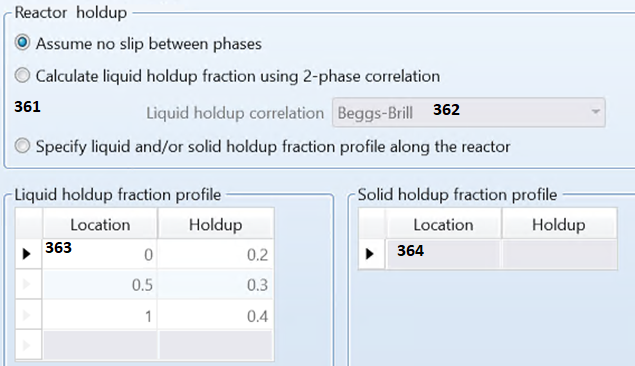 Reactor holdup
Assume no slip between phases
Calculate liquid holdup fraction using 2-phase correlation
361 Liquid holdup correlation Beggs-Brill 362
Specify liquid and/or solid holdup fraction profile along the reactor
Liquid holdup fraction profile
Location Holdup
363 0 0.2
0.5 0.3
1 0.4
Solid holdup fraction profile
Location Holdup
364